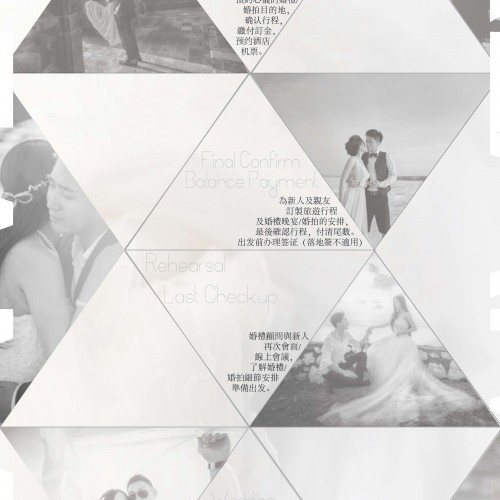 婚拍目的地，
确认行程，
繳付訂金，
预约酒店
机票。
Final Confirm
Balance Payment
為新人及親友
訂製旅遊行程
及婚禮晚宴/婚拍的安排，
最後確認行程，付清尾數。
出发前办理签证（落地簽不適用)
Rehearsal
Last Checkup
婚禮顧問與新人
再次會面/
線上會議，
了解婚禮/
婚拍細節安排
準備出发。